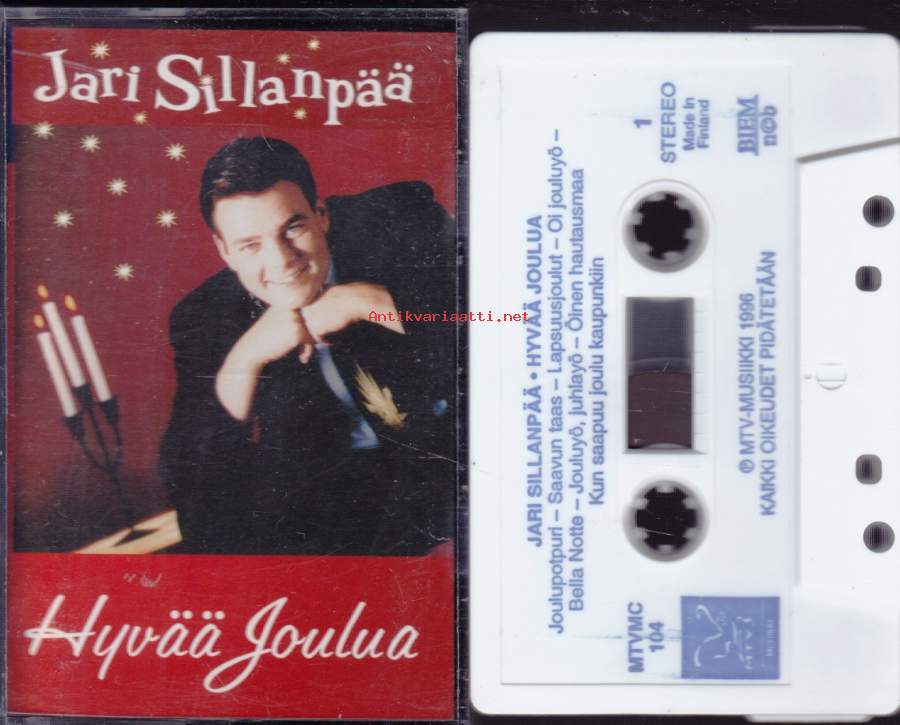 Jari Sillanpää
Hyvää Joulua
Antikvariaatti.net
JARI SILLANPÄÄ • HYVÄÄ JOULUA
Joulupotpuri – Saavun taas – Lapsuusjoulut – Oi jouluyö –
Bella Notte – Jouluyö, juhlayö – Öinen hautausmaa
Kun saapuu joulu kaupunkiin
1
STEREO
Made In
Finland
BIEM
n©b
MTVMC
104
MTV
MUSIIKKI
℗ MTV-MUSIIKKI 1996
KAIKKI OIKEUDET PIDÄTETÄÄN